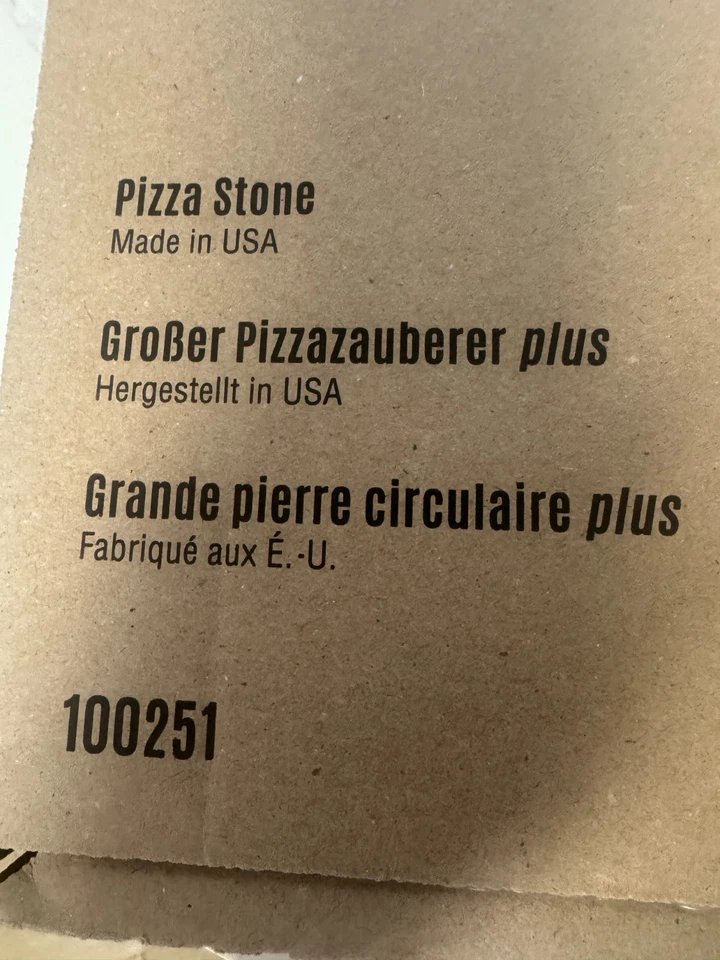 Pizza Stone
Made in USA
Großer Pizzazauberer plus
Hergestellt in USA
Grande pierre circulaire plus
Fabriqué aux É.-U.
100251